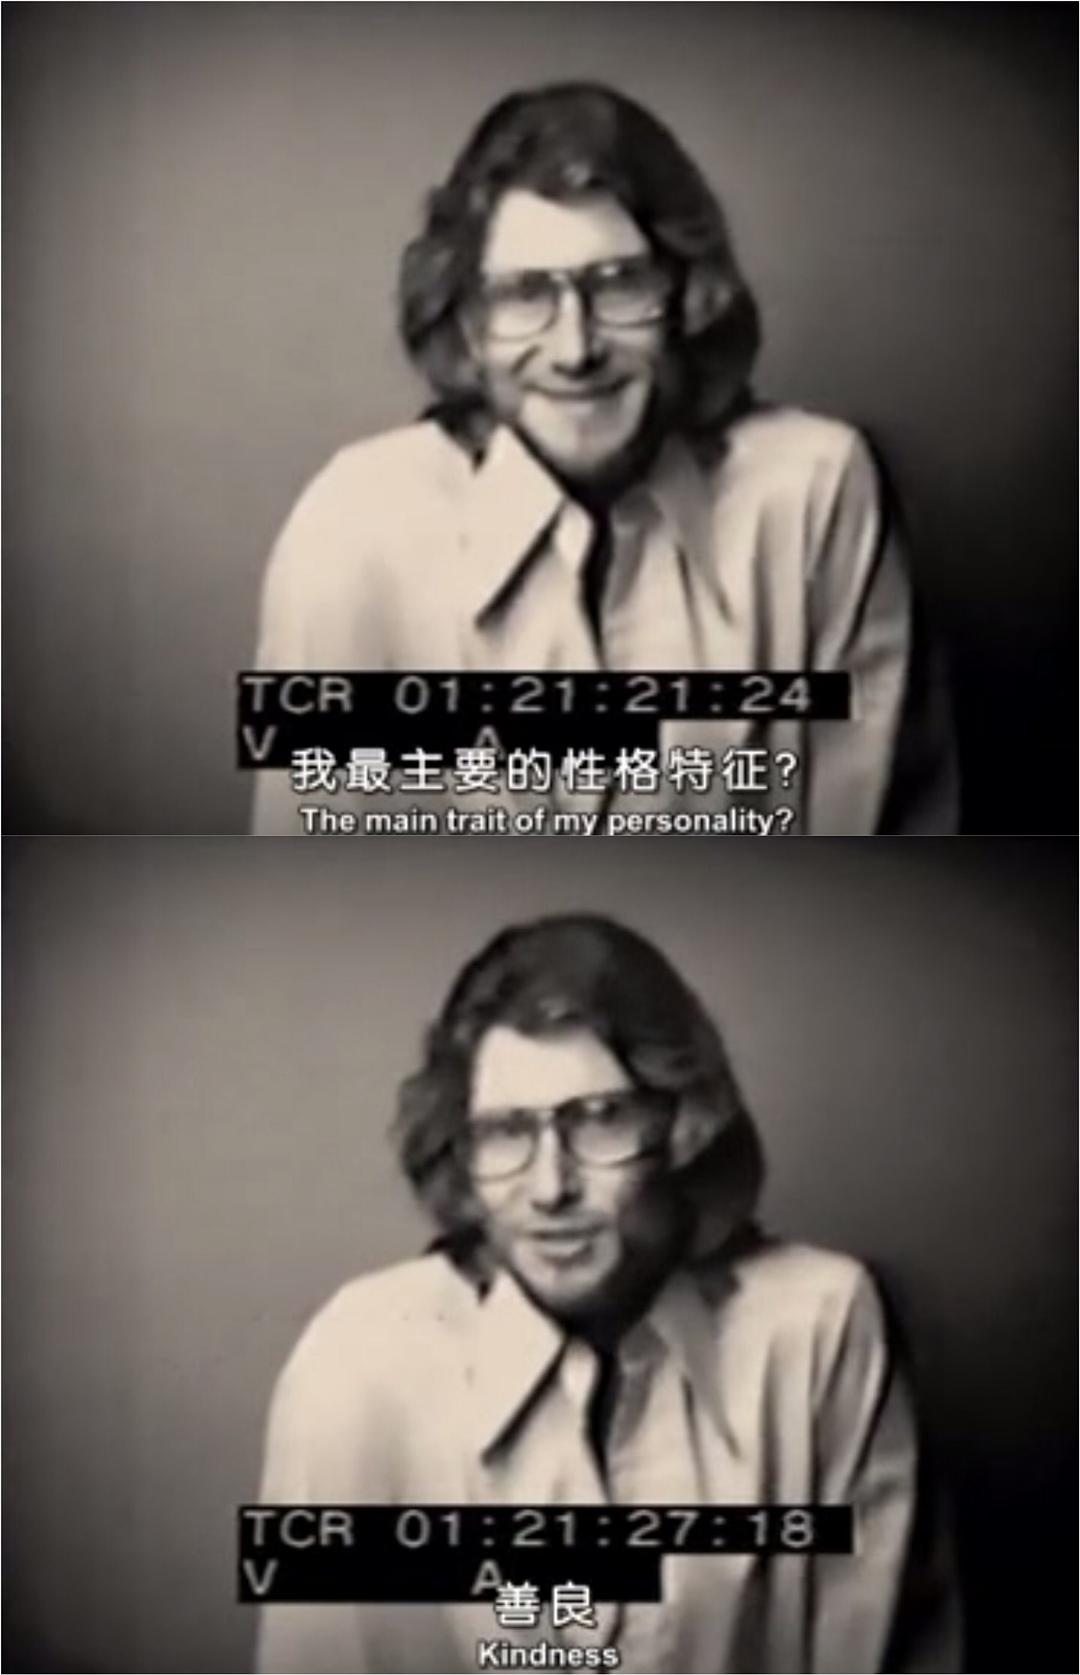 TCR 01:21:21:24
V A
我最主要的性格特征?
The main trait of my personality?
TCR 01:21:27:18
V A
善良
Kindness